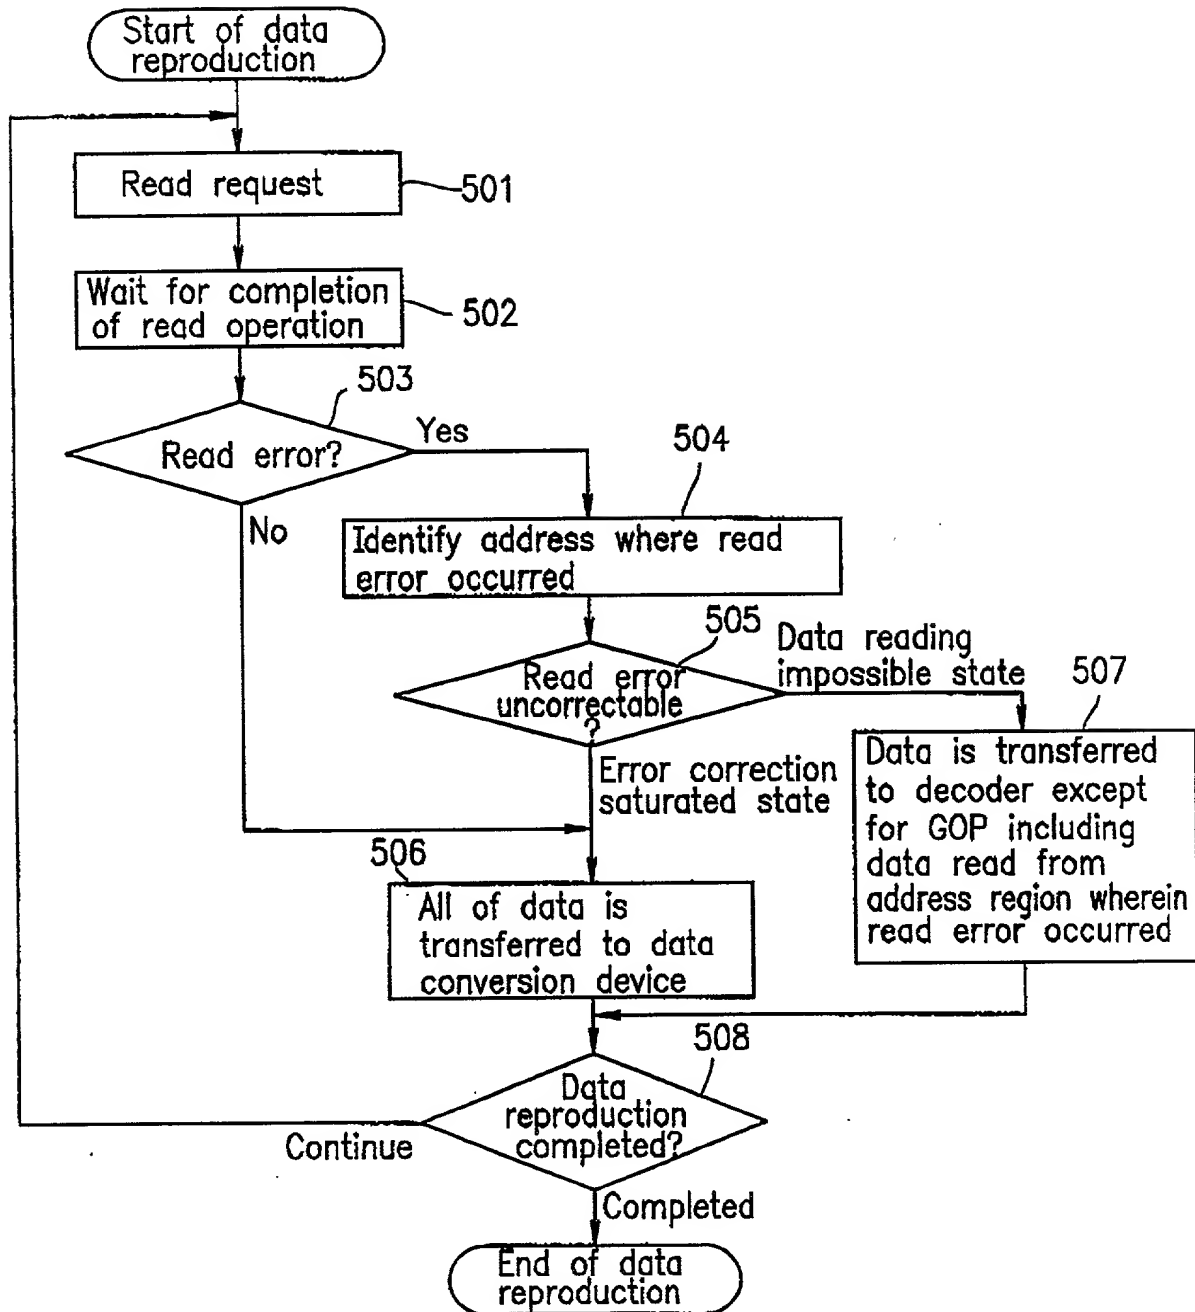 Start of data
reproduction
Read request
501
Wait for completion
of read operation
502
503
Read error?
Yes
No
504
Identify address where read
error occurred
505
Read error
uncorrectable
?
Data reading
impossible state
507
Error correction
saturated state
Data is transferred
to decoder except
for GOP including
data read from
address region wherein
read error occurred
506
All of data is
transferred to data
conversion device
508
Data
reproduction
completed?
Continue
Completed
End of data
reproduction